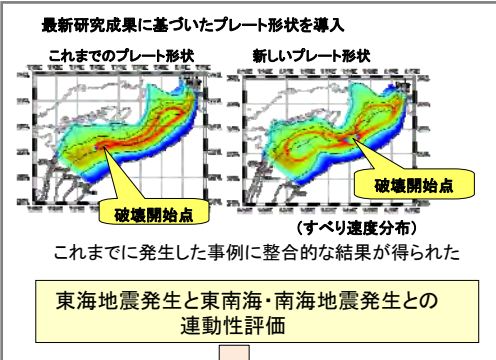 最新研究成果に基づいたプレート形状を導入
これまでのプレート形状
新しいプレート形状
破壊開始点
破壊開始点
(すべり速度分布)
これまでに発生した事例に整合的な結果が得られた
東海地震発生と東南海・南海地震発生との
連動性評価